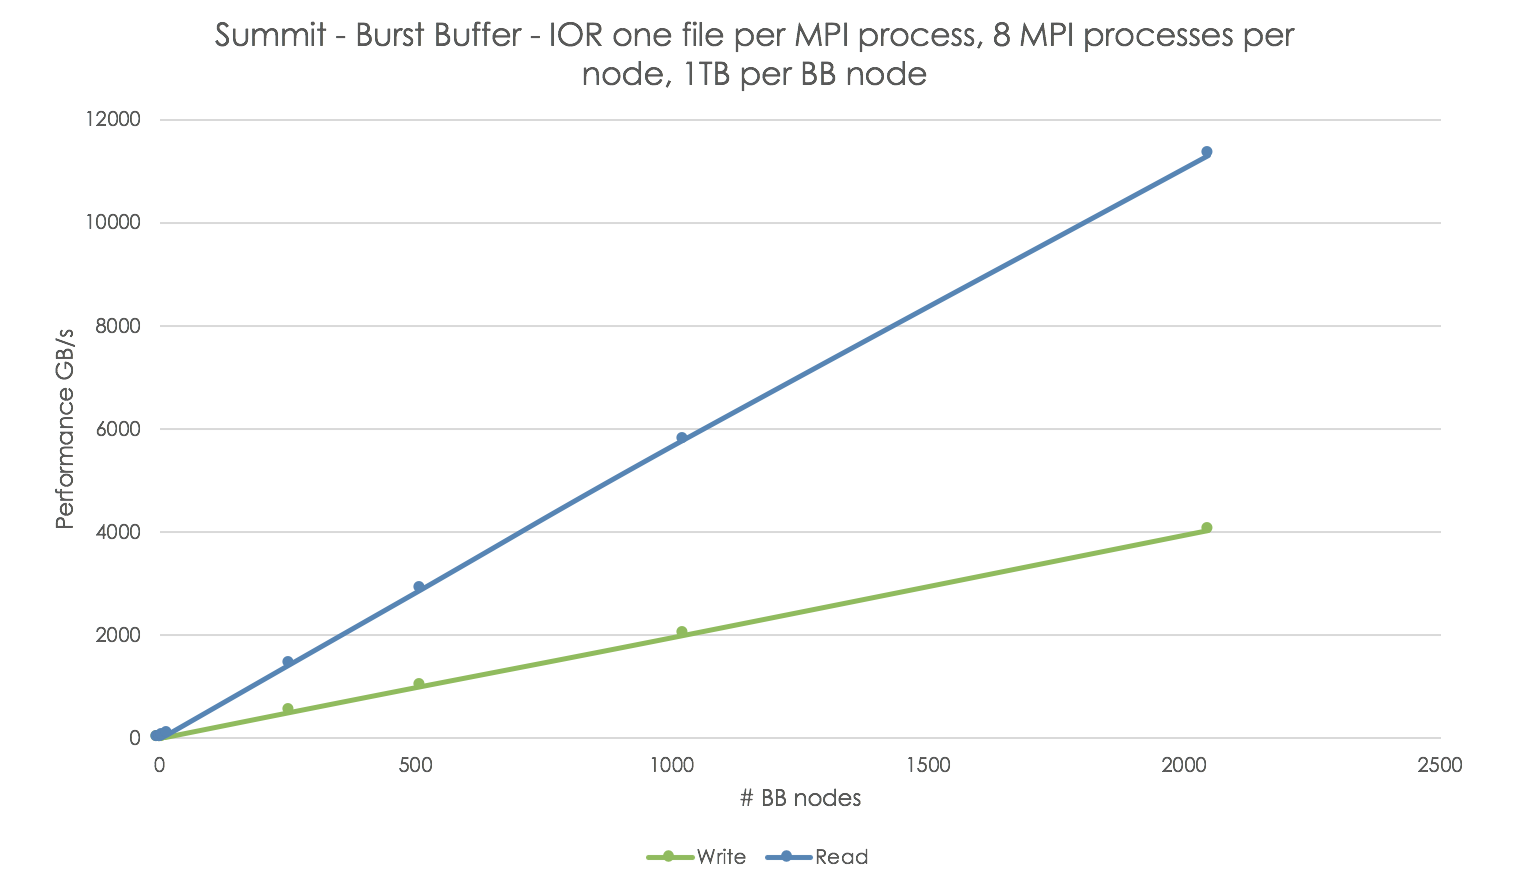 Summit - Burst Buffer - IOR one file per MPI process, 8 MPI processes per
node, 1TB per BB node
12000
10000
8000
6000
4000
2000
0
Performance GB/s
0 500 1000 1500 2000 2500
# BB nodes
Write Read